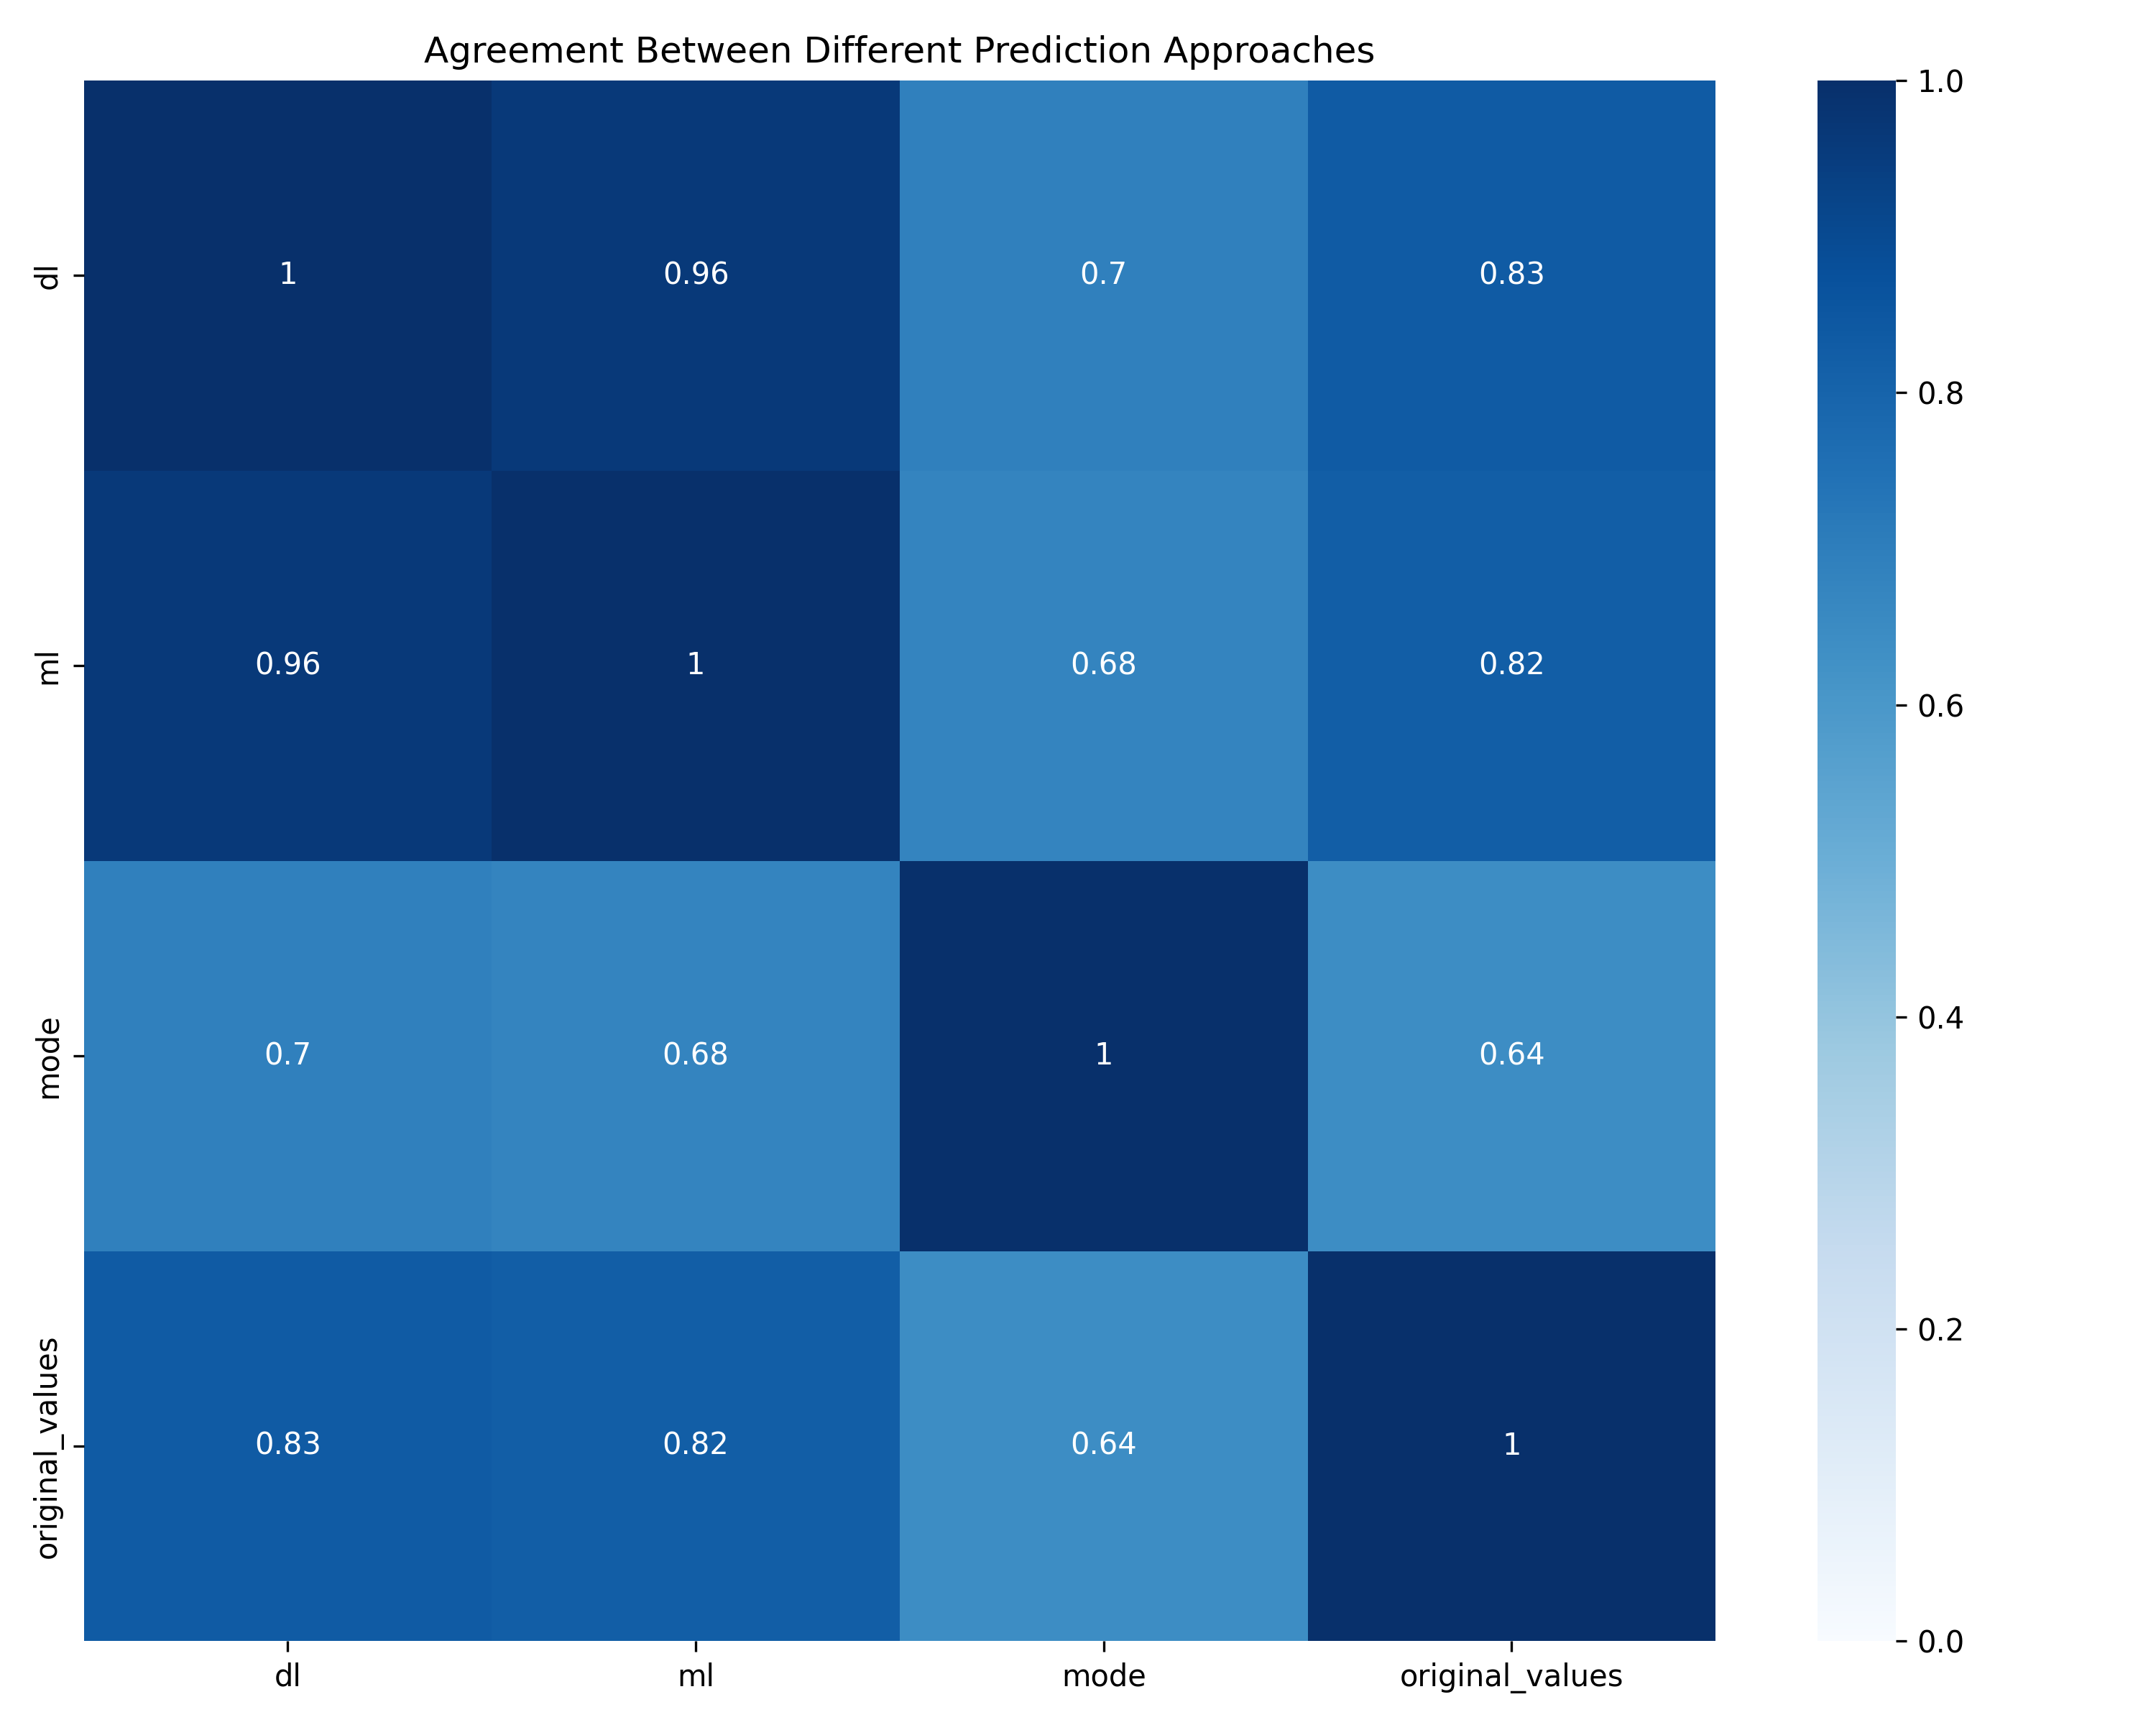 Agreement Between Different Prediction Approaches
dl 1 0.96 0.7 0.83
ml 0.96 1 0.68 0.82
mode 0.7 0.68 1 0.64
original_values 0.83 0.82 0.64 1
dl ml mode original_values
1.0
0.8
0.6
0.4
0.2
0.0